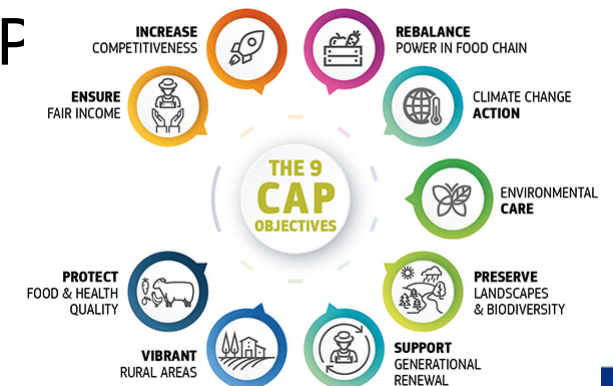 P
INCREASE
COMPETITIVENESS
REBALANCE
POWER IN FOOD CHAIN
ENSURE
FAIR INCOME
CLIMATE CHANGE
ACTION
THE 9
CAP
OBJECTIVES
ENVIRONMENTAL
CARE
PROTECT
FOOD & HEALTH
QUALITY
PRESERVE
LANDSCAPES
& BIODIVERSITY
VIBRANT
RURAL AREAS
SUPPORT
GENERATIONAL
RENEWAL